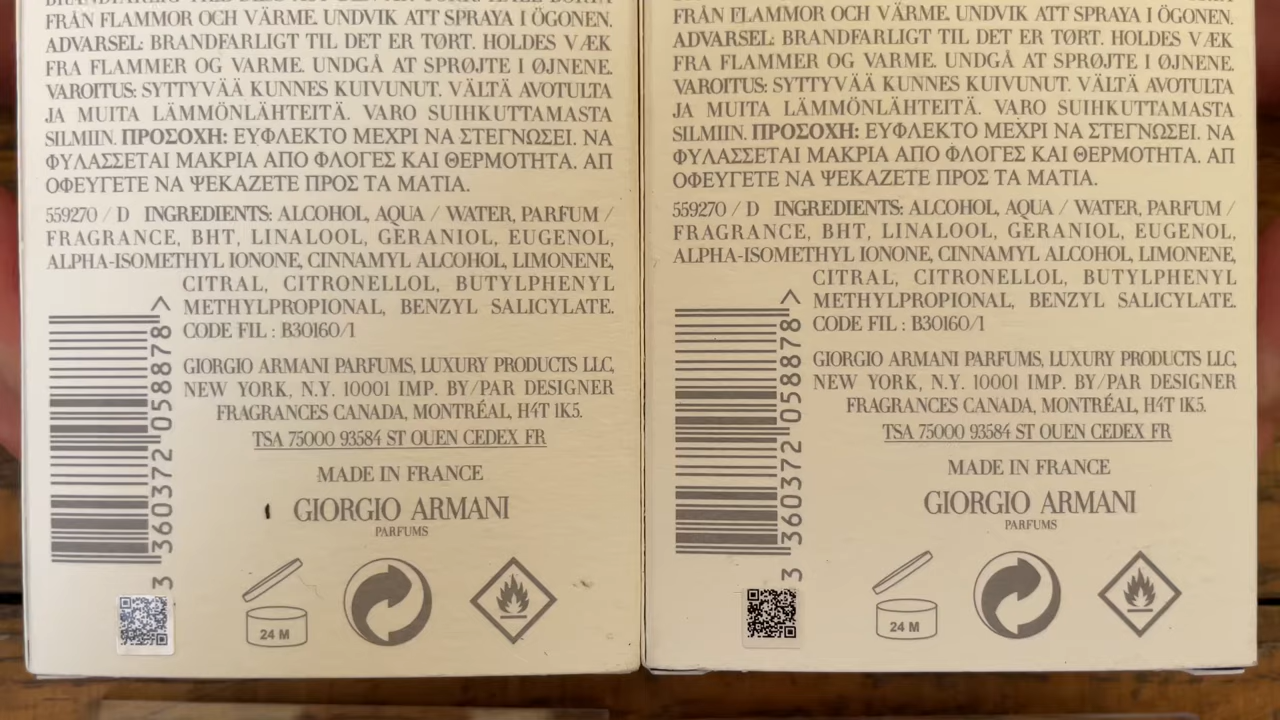 FRÅN FLAMMOR OCH VÄRME. UNDVIK ATT SPRAYA I ÖGONEN.
ADVARSEL: BRANDFARLIGT TIL DET ER TØRT. HOLDES VÆK
FRA FLAMMER OG VARME. UNDGÅ AT SPRØJTE I ØJNENE.
VAROITUS: SYTTYVÄÄ KUNNES KUIVUNUT. VÄLTÄ AVOTULTA
JA MUITA LÄMMÖNLÄHTEITÄ. VARO SUIHKUTTAMASTA
SILMIIN. ΠΡΟΣΟΧΗ: ΕΥΦΛΕΚΤΟ ΜΕΧΡΙ ΝΑ ΣΤΕΓΝΩΣΕΙ. ΝΑ
ΦΥΛΑΣΣΕΤΑΙ ΜΑΚΡΙΑ ΑΠΟ ΦΛΟΓΕΣ ΚΑΙ ΘΕΡΜΟΤΗΤΑ. ΑΠ
ΟΦΕΥΓΕΤΕ ΝΑ ΨΕΚΑΖΕΤΕ ΠΡΟΣ ΤΑ ΜΑΤΙΑ.
559270 / D INGREDIENTS: ALCOHOL, AQUA / WATER, PARFUM /
FRAGRANCE, BHT, LINALOOL, GERANIOL, EUGENOL,
ALPHA-ISOMETHYL IONONE, CINNAMYL ALCOHOL, LIMONENE,
CITRAL, CITRONELLOL, BUTYLPHENYL
METHYLPROPIONAL, BENZYL SALICYLATE.
CODE FIL : B30160/1
GIORGIO ARMANI PARFUMS, LUXURY PRODUCTS LLC,
NEW YORK, N.Y. 10001 IMP. BY/PAR DESIGNER
FRAGRANCES CANADA, MONTRÉAL, H4T 1K5.
TSA 75000 93584 ST OUEN CEDEX FR
MADE IN FRANCE
GIORGIO ARMANI
PARFUMS
3 360372 058878 >
24 M
FRÅN FLAMMOR OCH VÄRME. UNDVIK ATT SPRAYA I ÖGONEN.
ADVARSEL: BRANDFARLIGT TIL DET ER TØRT. HOLDES VÆK
FRA FLAMMER OG VARME. UNDGÅ AT SPRØJTE I ØJNENE.
VAROITUS: SYTTYVÄÄ KUNNES KUIVUNUT. VÄLTÄ AVOTULTA
JA MUITA LÄMMÖNLÄHTEITÄ. VARO SUIHKUTTAMASTA
SILMIIN. ΠΡΟΣΟΧΗ: ΕΥΦΛΕΚΤΟ ΜΕΧΡΙ ΝΑ ΣΤΕΓΝΩΣΕΙ. ΝΑ
ΦΥΛΑΣΣΕΤΑΙ ΜΑΚΡΙΑ ΑΠΟ ΦΛΟΓΕΣ ΚΑΙ ΘΕΡΜΟΤΗΤΑ. ΑΠ
ΟΦΕΥΓΕΤΕ ΝΑ ΨΕΚΑΖΕΤΕ ΠΡΟΣ ΤΑ ΜΑΤΙΑ.
559270 / D INGREDIENTS: ALCOHOL, AQUA / WATER, PARFUM /
FRAGRANCE, BHT, LINALOOL, GERANIOL, EUGENOL,
ALPHA-ISOMETHYL IONONE, CINNAMYL ALCOHOL, LIMONENE,
CITRAL, CITRONELLOL, BUTYLPHENYL
METHYLPROPIONAL, BENZYL SALICYLATE.
CODE FIL : B30160/1
GIORGIO ARMANI PARFUMS, LUXURY PRODUCTS LLC,
NEW YORK, N.Y. 10001 IMP. BY/PAR DESIGNER
FRAGRANCES CANADA, MONTRÉAL, H4T 1K5.
TSA 75000 93584 ST OUEN CEDEX FR
MADE IN FRANCE
GIORGIO ARMANI
PARFUMS
3 360372 058878 >
24 M